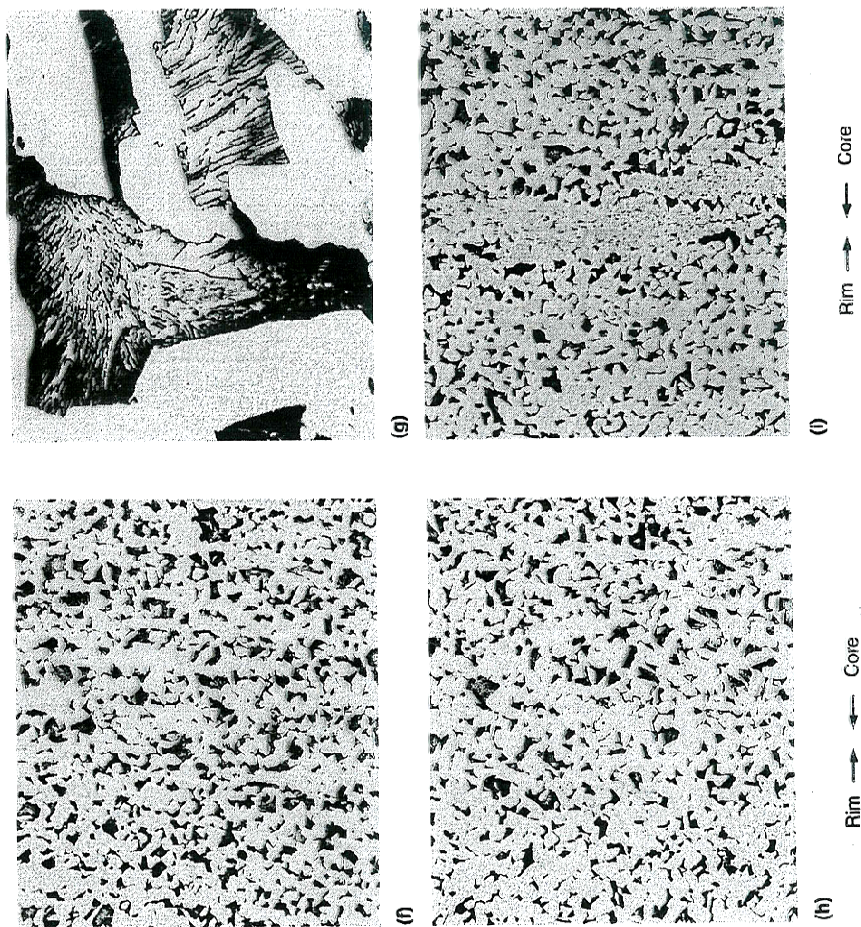 (f)
(g)
(h)
(i)
Rim → ← Core
Rim → ← Core